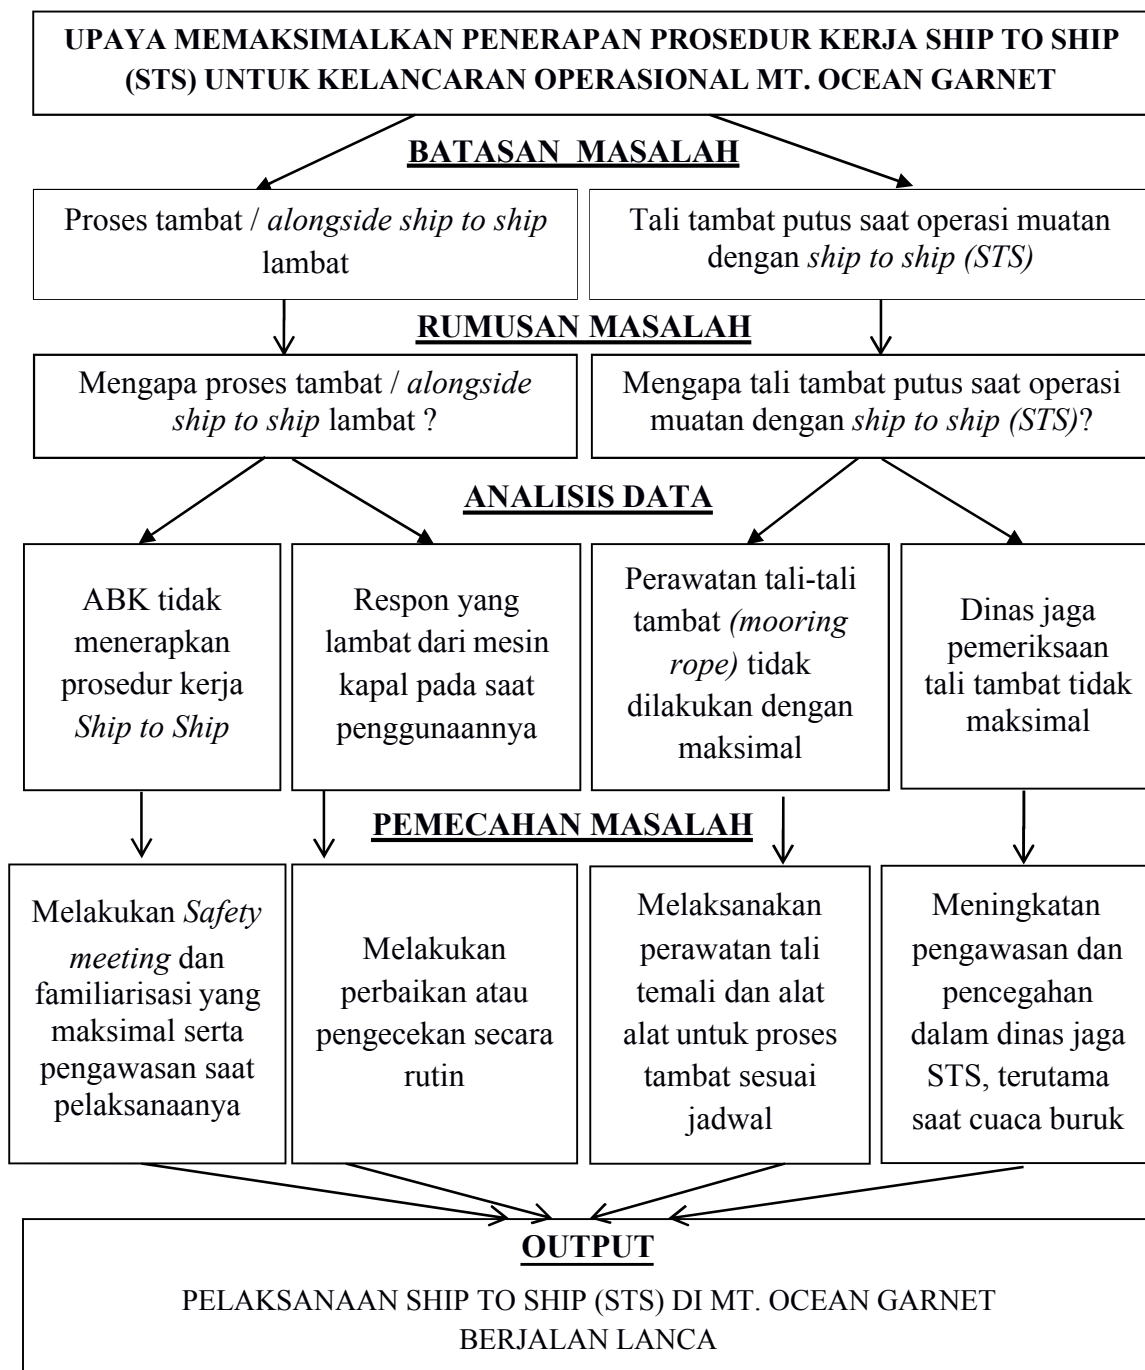 UPAYA MEMAKSIMALKAN PENERAPAN PROSEDUR KERJA SHIP TO SHIP
(STS) UNTUK KELANCARAN OPERASIONAL MT. OCEAN GARNET
BATASAN MASALAH
Proses tambat / alongside ship to ship
lambat
Tali tambat putus saat operasi muatan
dengan ship to ship (STS)
RUMUSAN MASALAH
Mengapa proses tambat / alongside
ship to ship lambat ?
Mengapa tali tambat putus saat operasi
muatan dengan ship to ship (STS)?
ANALISIS DATA
ABK tidak
menerapkan
prosedur kerja
Ship to Ship
Respon yang
lambat dari mesin
kapal pada saat
penggunaannya
Perawatan tali-tali
tambat (mooring
rope) tidak
dilakukan dengan
maksimal
Dinas jaga
pemeriksaan
tali tambat tidak
maksimal
PEMECAHAN MASALAH
Melakukan Safety
meeting dan
familiarisasi yang
maksimal serta
pengawasan saat
pelaksanaanya
Melakukan
perbaikan atau
pengecekan secara
rutin
Melaksanakan
perawatan tali
temali dan alat
alat untuk proses
tambat sesuai
jadwal
Meningkatan
pengawasan dan
pencegahan
dalam dinas jaga
STS, terutama
saat cuaca buruk
OUTPUT
PELAKSANAAN SHIP TO SHIP (STS) DI MT. OCEAN GARNET
BERJALAN LANCA